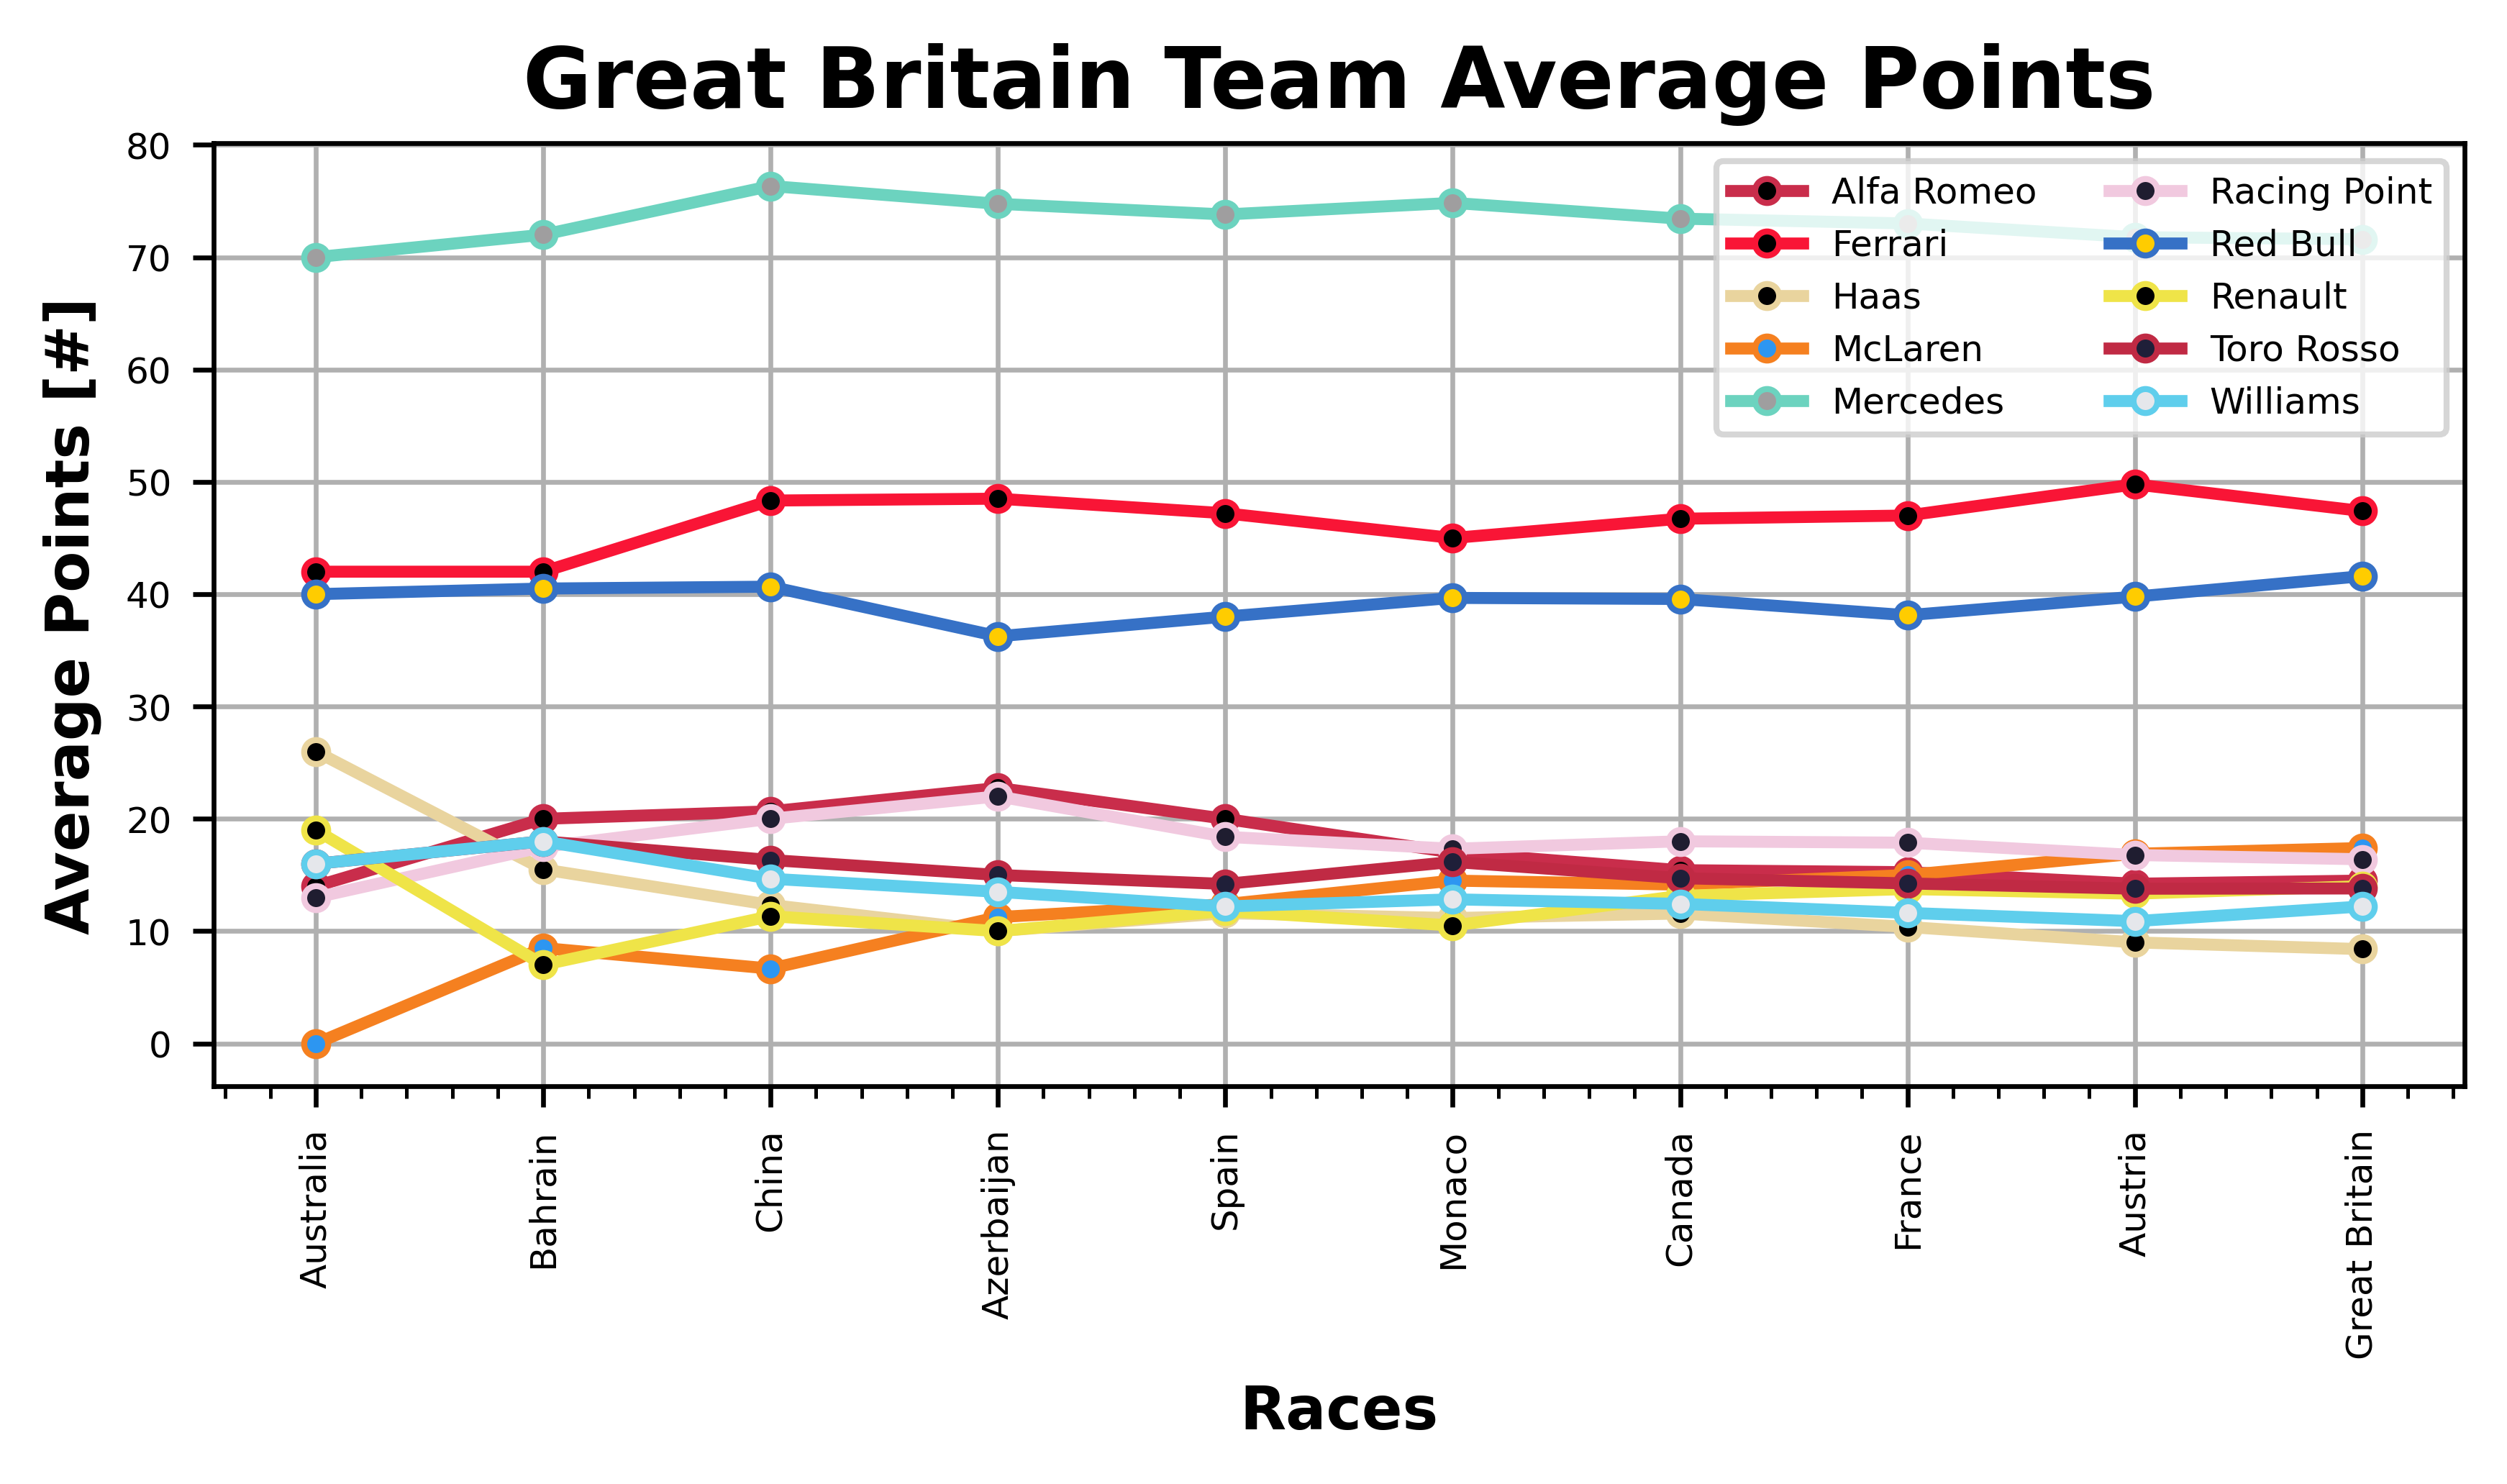 Great Britain Team Average Points
Average Points [#]
80
70
60
50
40
30
20
10
0
Alfa Romeo
Ferrari
Haas
McLaren
Mercedes
Racing Point
Red Bull
Renault
Toro Rosso
Williams
Australia
Bahrain
China
Azerbaijan
Spain
Monaco
Canada
France
Austria
Great Britain
Races